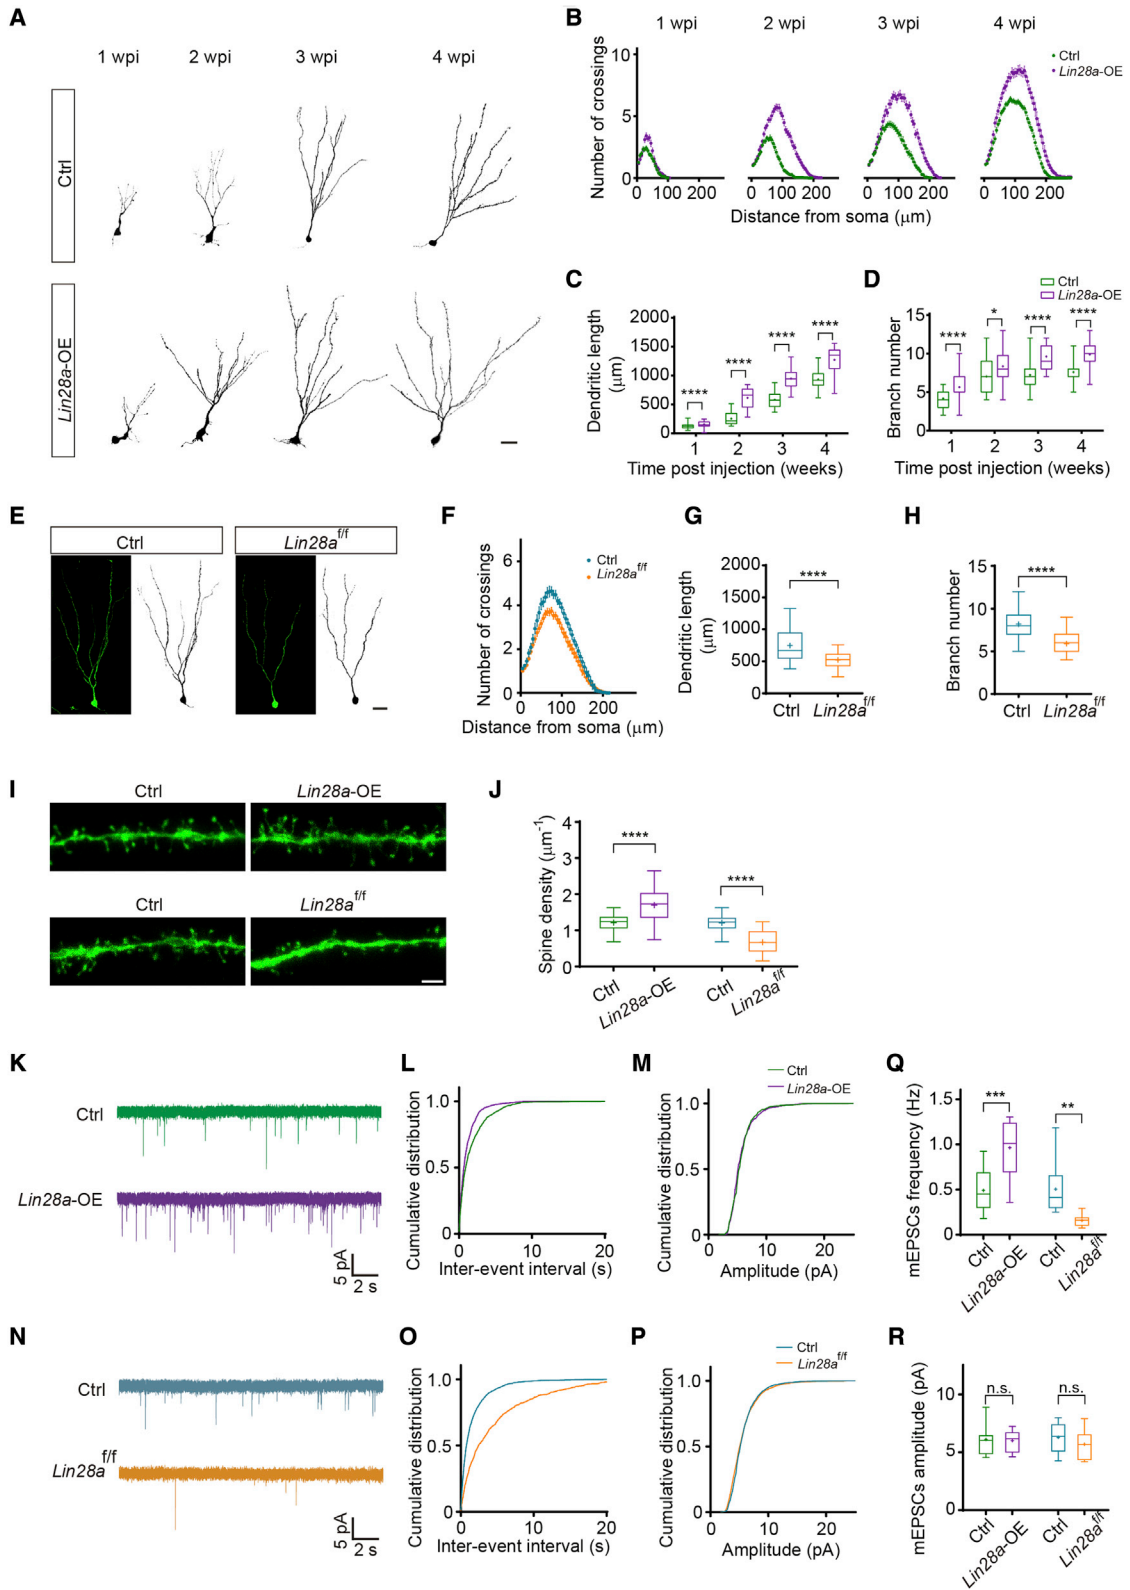 A
1 wpi 2 wpi 3 wpi 4 wpi
Ctrl
Lin28a-OE
B
1 wpi 2 wpi 3 wpi 4 wpi
Ctrl
Lin28a-OE
Number of crossings
10
5
0
0 100 200 0 100 200 0 100 200 0 100 200
Distance from soma (μm)
C
Dendritic length
(μm)
2000
1500
1000
500
0
**** **** **** ****
1 2 3 4
Time post injection (weeks)
D
Ctrl
Lin28a-OE
Branch number
15
10
5
0
**** * **** ****
1 2 3 4
Time post injection (weeks)
E
Ctrl Lin28a f/f
F
Number of crossings
6
4
2
0
Ctrl
Lin28a f/f
0 100 200
Distance from soma (μm)
G
Dendritic length
(μm)
2000
1500
1000
500
0
****
Ctrl Lin28a f/f
H
Branch number
15
10
5
0
****
Ctrl Lin28a f/f
I
Ctrl Lin28a-OE
Ctrl Lin28a f/f
J
Spine density (μm-1)
4
3
2
1
0
**** ****
Ctrl Lin28a-OE Ctrl Lin28a f/f
K
Ctrl
Lin28a-OE
5 pA
2 s
L
Cumulative distribution
1.0
0.5
0
0 10 20
Inter-event interval (s)
M
Ctrl
Lin28a-OE
Cumulative distribution
1.0
0.5
0
0 10 20
Amplitude (pA)
Q
mEPSCs frequency (Hz)
1.5
1.0
0.5
0
*** **
Ctrl Lin28a-OE Ctrl Lin28a f/f
N
Ctrl
Lin28a f/f
5 pA
2 s
O
Cumulative distribution
1.0
0.5
0
0 10 20
Inter-event interval (s)
P
Ctrl
Lin28a f/f
Cumulative distribution
1.0
0.5
0
0 10 20
Amplitude (pA)
R
mEPSCs amplitude (pA)
10
5
0
n.s. n.s.
Ctrl Lin28a-OE Ctrl Lin28a f/f